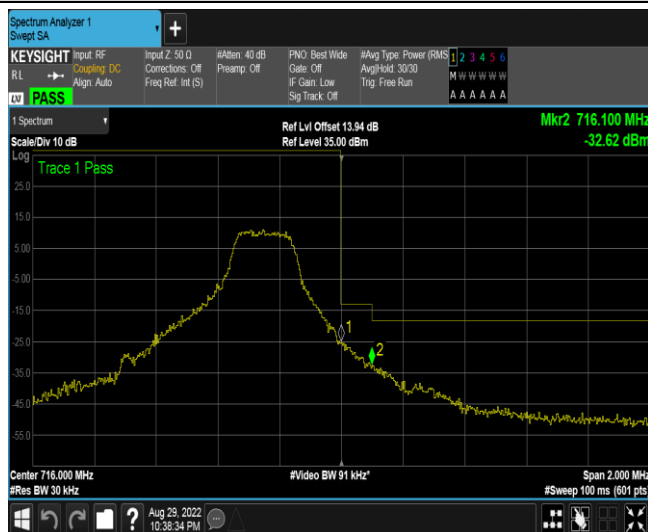 Spectrum Analyzer 1
Swept SA
+
KEYSIGHT Input: RF Input Z: 50 Ω #Atten: 40 dB PNO: Best Wide #Avg Type: Power (RMS 1 2 3 4 5 6
RL Coupling: DC Corrections: Off Preamp: Off Gate: Off Avg|Hold: 30/30 M W W W W W
Align: Auto Freq Ref: Int (S) IF Gain: Low Trig: Free Run
Sig Track: Off A A A A A A
LXI PASS
1 Spectrum Ref Lvl Offset 13.94 dB Mkr2 716.100 MHz
Scale/Div 10 dB Ref Level 35.00 dBm -32.62 dBm
Log
Trace 1 Pass
25.0
15.0
5.00
-5.00
-15.0
1
-25.0
2
-35.0
-45.0
-55.0
Center 716.000 MHz #Video BW 91 kHz* Span 2.000 MHz
#Res BW 30 kHz #Sweep 100 ms (601 pts)
? Aug 29, 2022
10:38:34 PM